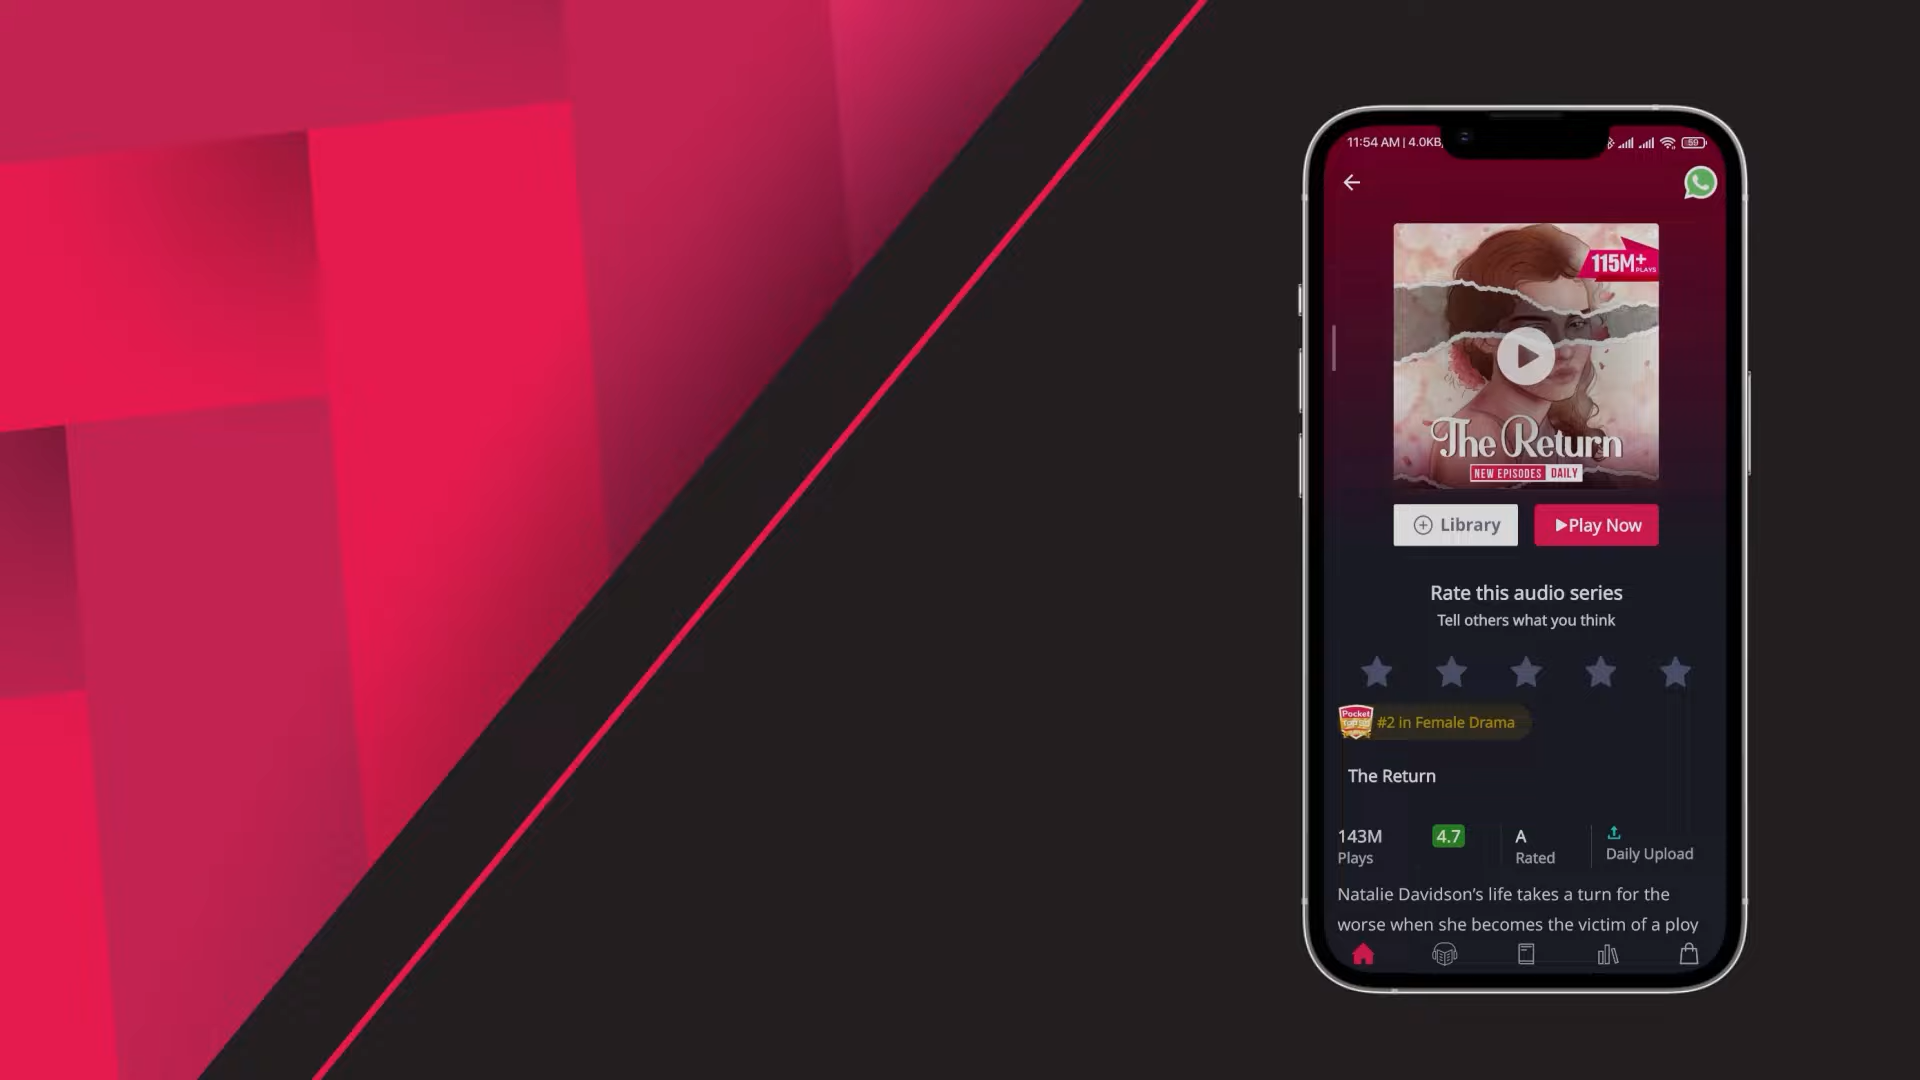 11:54 AM | 4.0KB
59
115M+
PLAYS
The Return
NEW EPISODES DAILY
Library
Play Now
Rate this audio series
Tell others what you think
Pocket
#2 in Female Drama
The Return
143M
4.7
A
Plays
Rated
Daily Upload
Natalie Davidson's life takes a turn for the
worse when she becomes the victim of a ploy